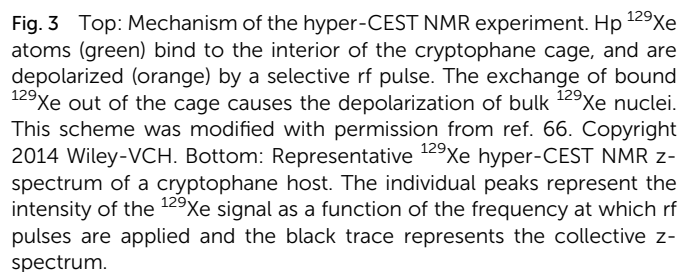 Fig. 3 Top: Mechanism of the hyper-CEST NMR experiment. Hp ¹²⁹Xe
atoms (green) bind to the interior of the cryptophane cage, and are
depolarized (orange) by a selective rf pulse. The exchange of bound
¹²⁹Xe out of the cage causes the depolarization of bulk ¹²⁹Xe nuclei.
This scheme was modified with permission from ref. 66. Copyright
2014 Wiley-VCH. Bottom: Representative ¹²⁹Xe hyper-CEST NMR z-
spectrum of a cryptophane host. The individual peaks represent the
intensity of the ¹²⁹Xe signal as a function of the frequency at which rf
pulses are applied and the black trace represents the collective z-
spectrum.